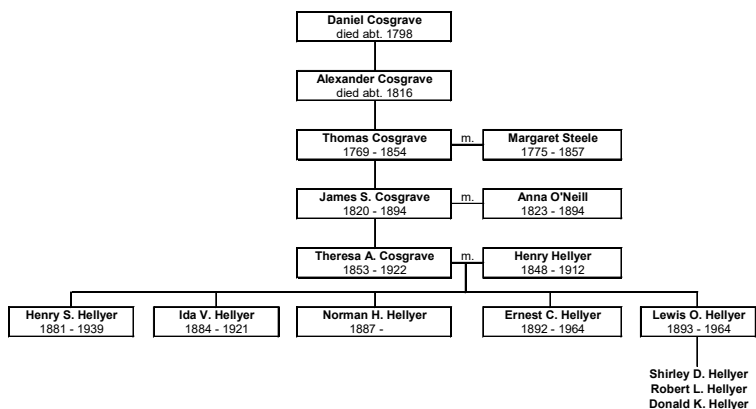 Daniel Cosgrave
died abt. 1798
Alexander Cosgrave
died abt. 1816
Thomas Cosgrave
1769 - 1854
m.
Margaret Steele
1775 - 1857
James S. Cosgrave
1820 - 1894
m.
Anna O'Neill
1823 - 1894
Theresa A. Cosgrave
1853 - 1922
m.
Henry Hellyer
1848 - 1912
Henry S. Hellyer
1881 - 1939
Ida V. Hellyer
1884 - 1921
Norman H. Hellyer
1887 -
Ernest C. Hellyer
1892 - 1964
Lewis O. Hellyer
1893 - 1964
Shirley D. Hellyer
Robert L. Hellyer
Donald K. Hellyer